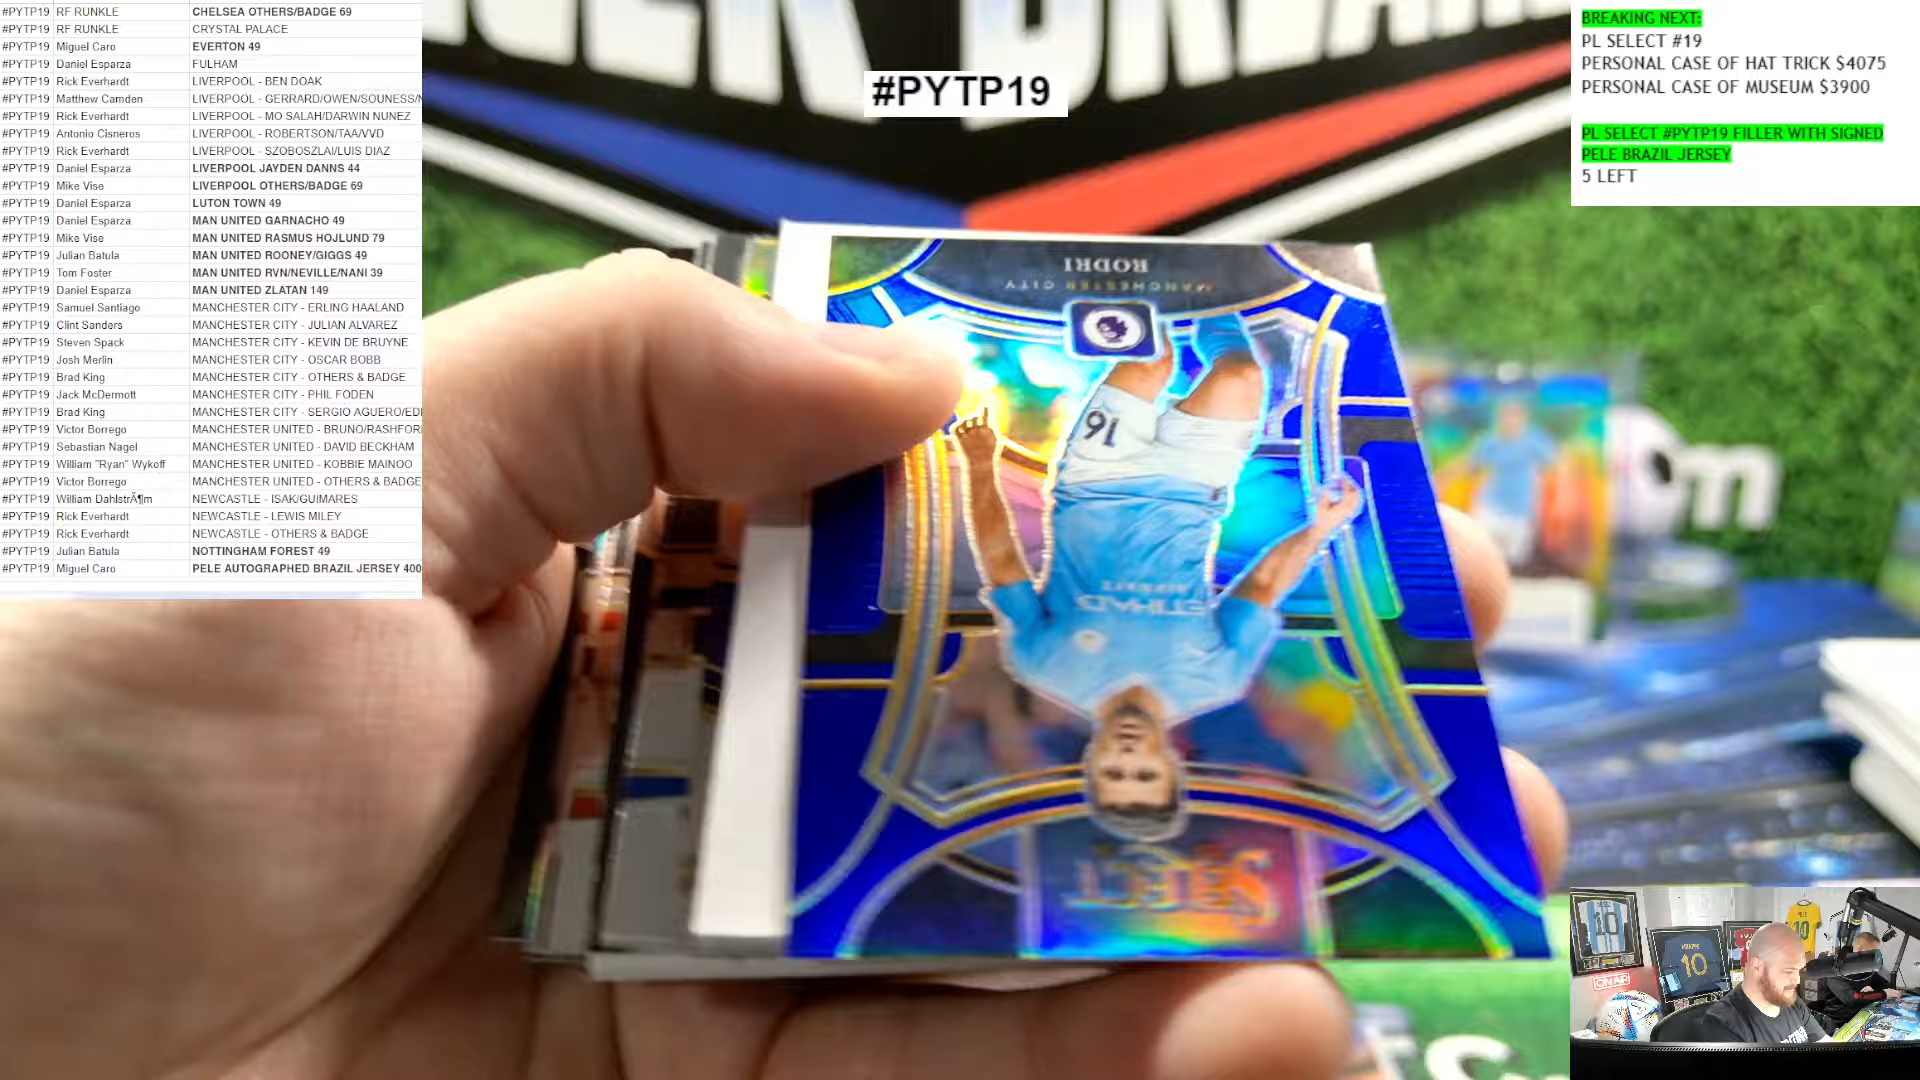 #PYTP19 RF RUNKLE CHELSEA OTHERS/BADGE 69
#PYTP19 RF RUNKLE CRYSTAL PALACE
#PYTP19 Miguel Caro EVERTON 49
#PYTP19 Daniel Esparza FULHAM
#PYTP19 Rick Everhardt LIVERPOOL - BEN DOAK
#PYTP19 Matthew Camden LIVERPOOL - GERRARD/OWEN/SOUNESS/
#PYTP19 Rick Everhardt LIVERPOOL - MO SALAH/DARWIN NUNEZ
#PYTP19 Antonio Cisneros LIVERPOOL - ROBERTSON/TAA/VVD
#PYTP19 Rick Everhardt LIVERPOOL - SZOBOSZLAI/LUIS DIAZ
#PYTP19 Daniel Esparza LIVERPOOL JAYDEN DANNS 44
#PYTP19 Mike Vise LIVERPOOL OTHERS/BADGE 69
#PYTP19 Daniel Esparza LUTON TOWN 49
#PYTP19 Daniel Esparza MAN UNITED GARNACHO 49
#PYTP19 Mike Vise MAN UNITED RASMUS HOJLUND 79
#PYTP19 Julian Batula MAN UNITED ROONEY/GIGGS 49
#PYTP19 Tom Foster MAN UNITED RVN/NEVILLE/NANI 39
#PYTP19 Daniel Esparza MAN UNITED ZLATAN 149
#PYTP19 Samuel Santiago MANCHESTER CITY - ERLING HAALAND
#PYTP19 Clint Sanders MANCHESTER CITY - JULIAN ALVAREZ
#PYTP19 Steven Spack MANCHESTER CITY - KEVIN DE BRUYNE
#PYTP19 Josh Merlin MANCHESTER CITY - OSCAR BOBB
#PYTP19 Brad King MANCHESTER CITY - OTHERS & BADGE
#PYTP19 Jack McDermott MANCHESTER CITY - PHIL FODEN
#PYTP19 Brad King MANCHESTER CITY - SERGIO AGUERO/EDI
#PYTP19 Victor Borrego MANCHESTER UNITED - BRUNO/RASHFOR
#PYTP19 Sebastian Nagel MANCHESTER UNITED - DAVID BECKHAM
#PYTP19 William "Ryan" Wykoff MANCHESTER UNITED - KOBBIE MAINOO
#PYTP19 Victor Borrego MANCHESTER UNITED - OTHERS & BADGE
#PYTP19 William DahlstrÃ¶m NEWCASTLE - ISAK/GUIMARES
#PYTP19 Rick Everhardt NEWCASTLE - LEWIS MILEY
#PYTP19 Rick Everhardt NEWCASTLE - OTHERS & BADGE
#PYTP19 Julian Batula NOTTINGHAM FOREST 49
#PYTP19 Miguel Caro PELE AUTOGRAPHED BRAZIL JERSEY 400
#PYTP19
BREAKING NEXT:
PL SELECT #19
PERSONAL CASE OF HAT TRICK $4075
PERSONAL CASE OF MUSEUM $3900
PL SELECT #PYTP19 FILLER WITH SIGNED
PELE BRAZIL JERSEY
5 LEFT
RODRI
MANCHESTER CITY
16
ETIHAD
AIRWAYS
SELECT
om
10
10
PELE
10
ON AIR